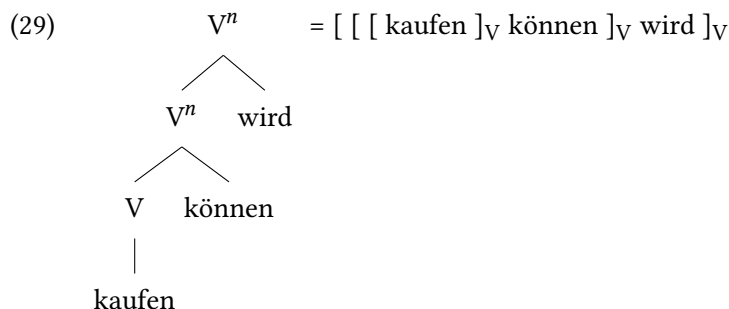 (29) Vⁿ = [ [ [ kaufen ]V können ]V wird ]V
Vⁿ wird
V können
kaufen